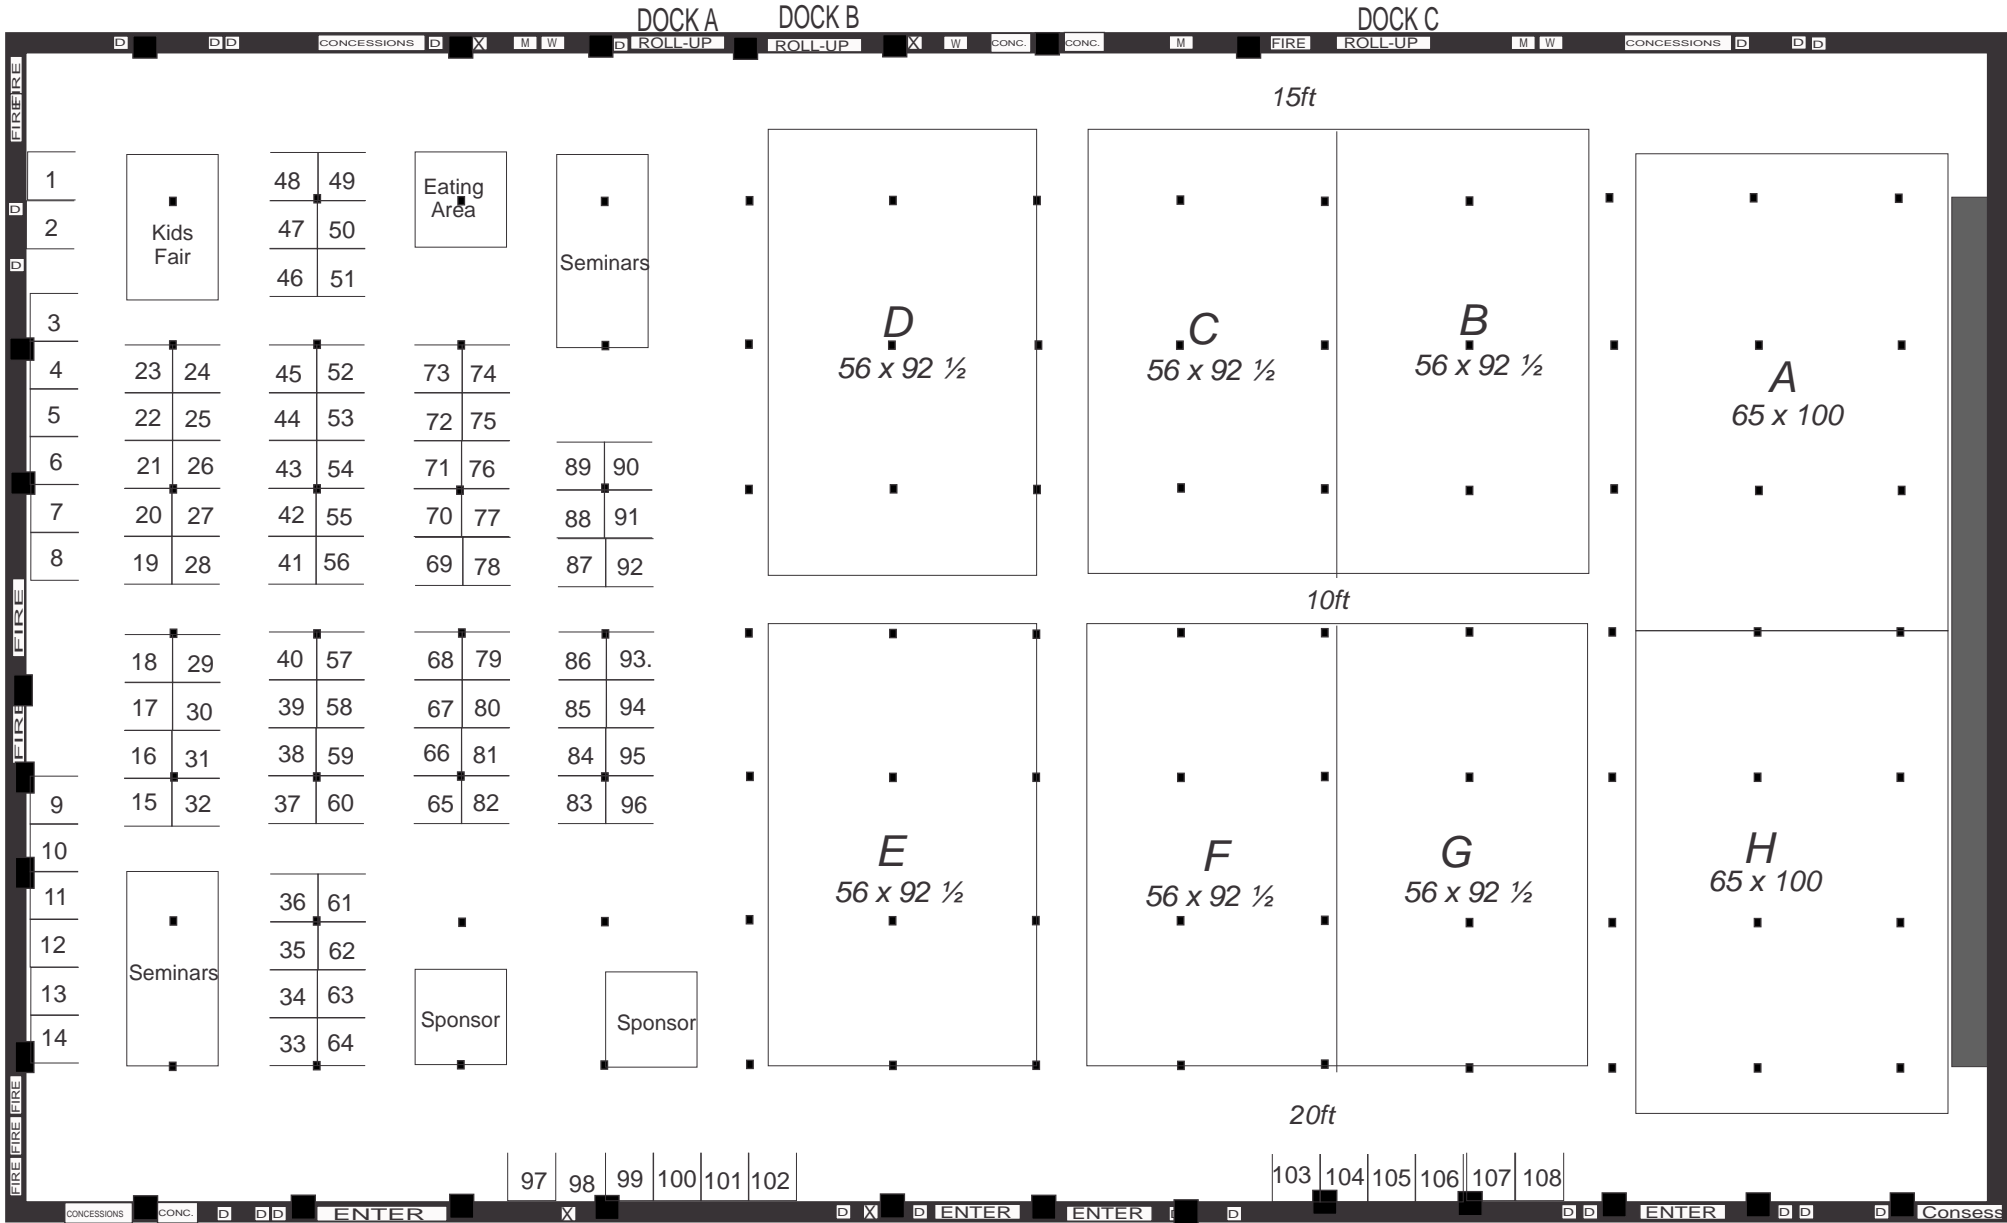 DOCK A
DOCK B
DOCK C
D
D
D
CONCESSIONS
D
X
M
W
D
ROLL-UP
ROLL-UP
X
W
CONC.
CONC.
M
FIRE
ROLL-UP
M
W
CONCESSIONS
D
D
D
FIRE
FIRE
15ft
1
2
D
D
Kids
Fair
48 49
47 50
46 51
Eating
Area
Seminars
3
4
5
6
7
8
23 24
22 25
21 26
20 27
19 28
45 52
44 53
43 54
42 55
41 56
73 74
72 75
71 76
70 77
69 78
89 90
88 91
87 92
D
56 x 92 ½
C
56 x 92 ½
B
56 x 92 ½
A
65 x 100
10ft
FIRE
FIRE
18 29
17 30
16 31
15 32
40 57
39 58
38 59
37 60
68 79
67 80
66 81
65 82
86 93.
85 94
84 95
83 96
9
10
11
12
13
14
Seminars
36 61
35 62
34 63
33 64
Sponsor
Sponsor
E
56 x 92 ½
F
56 x 92 ½
G
56 x 92 ½
H
65 x 100
20ft
FIRE
FIRE
FIRE
97 98 99 100 101 102
103 104 105 106 107 108
CONCESSIONS
CONC.
D
D
D
ENTER
X
D
X
D
ENTER
ENTER
D
D
D
ENTER
D
D
D
Consess